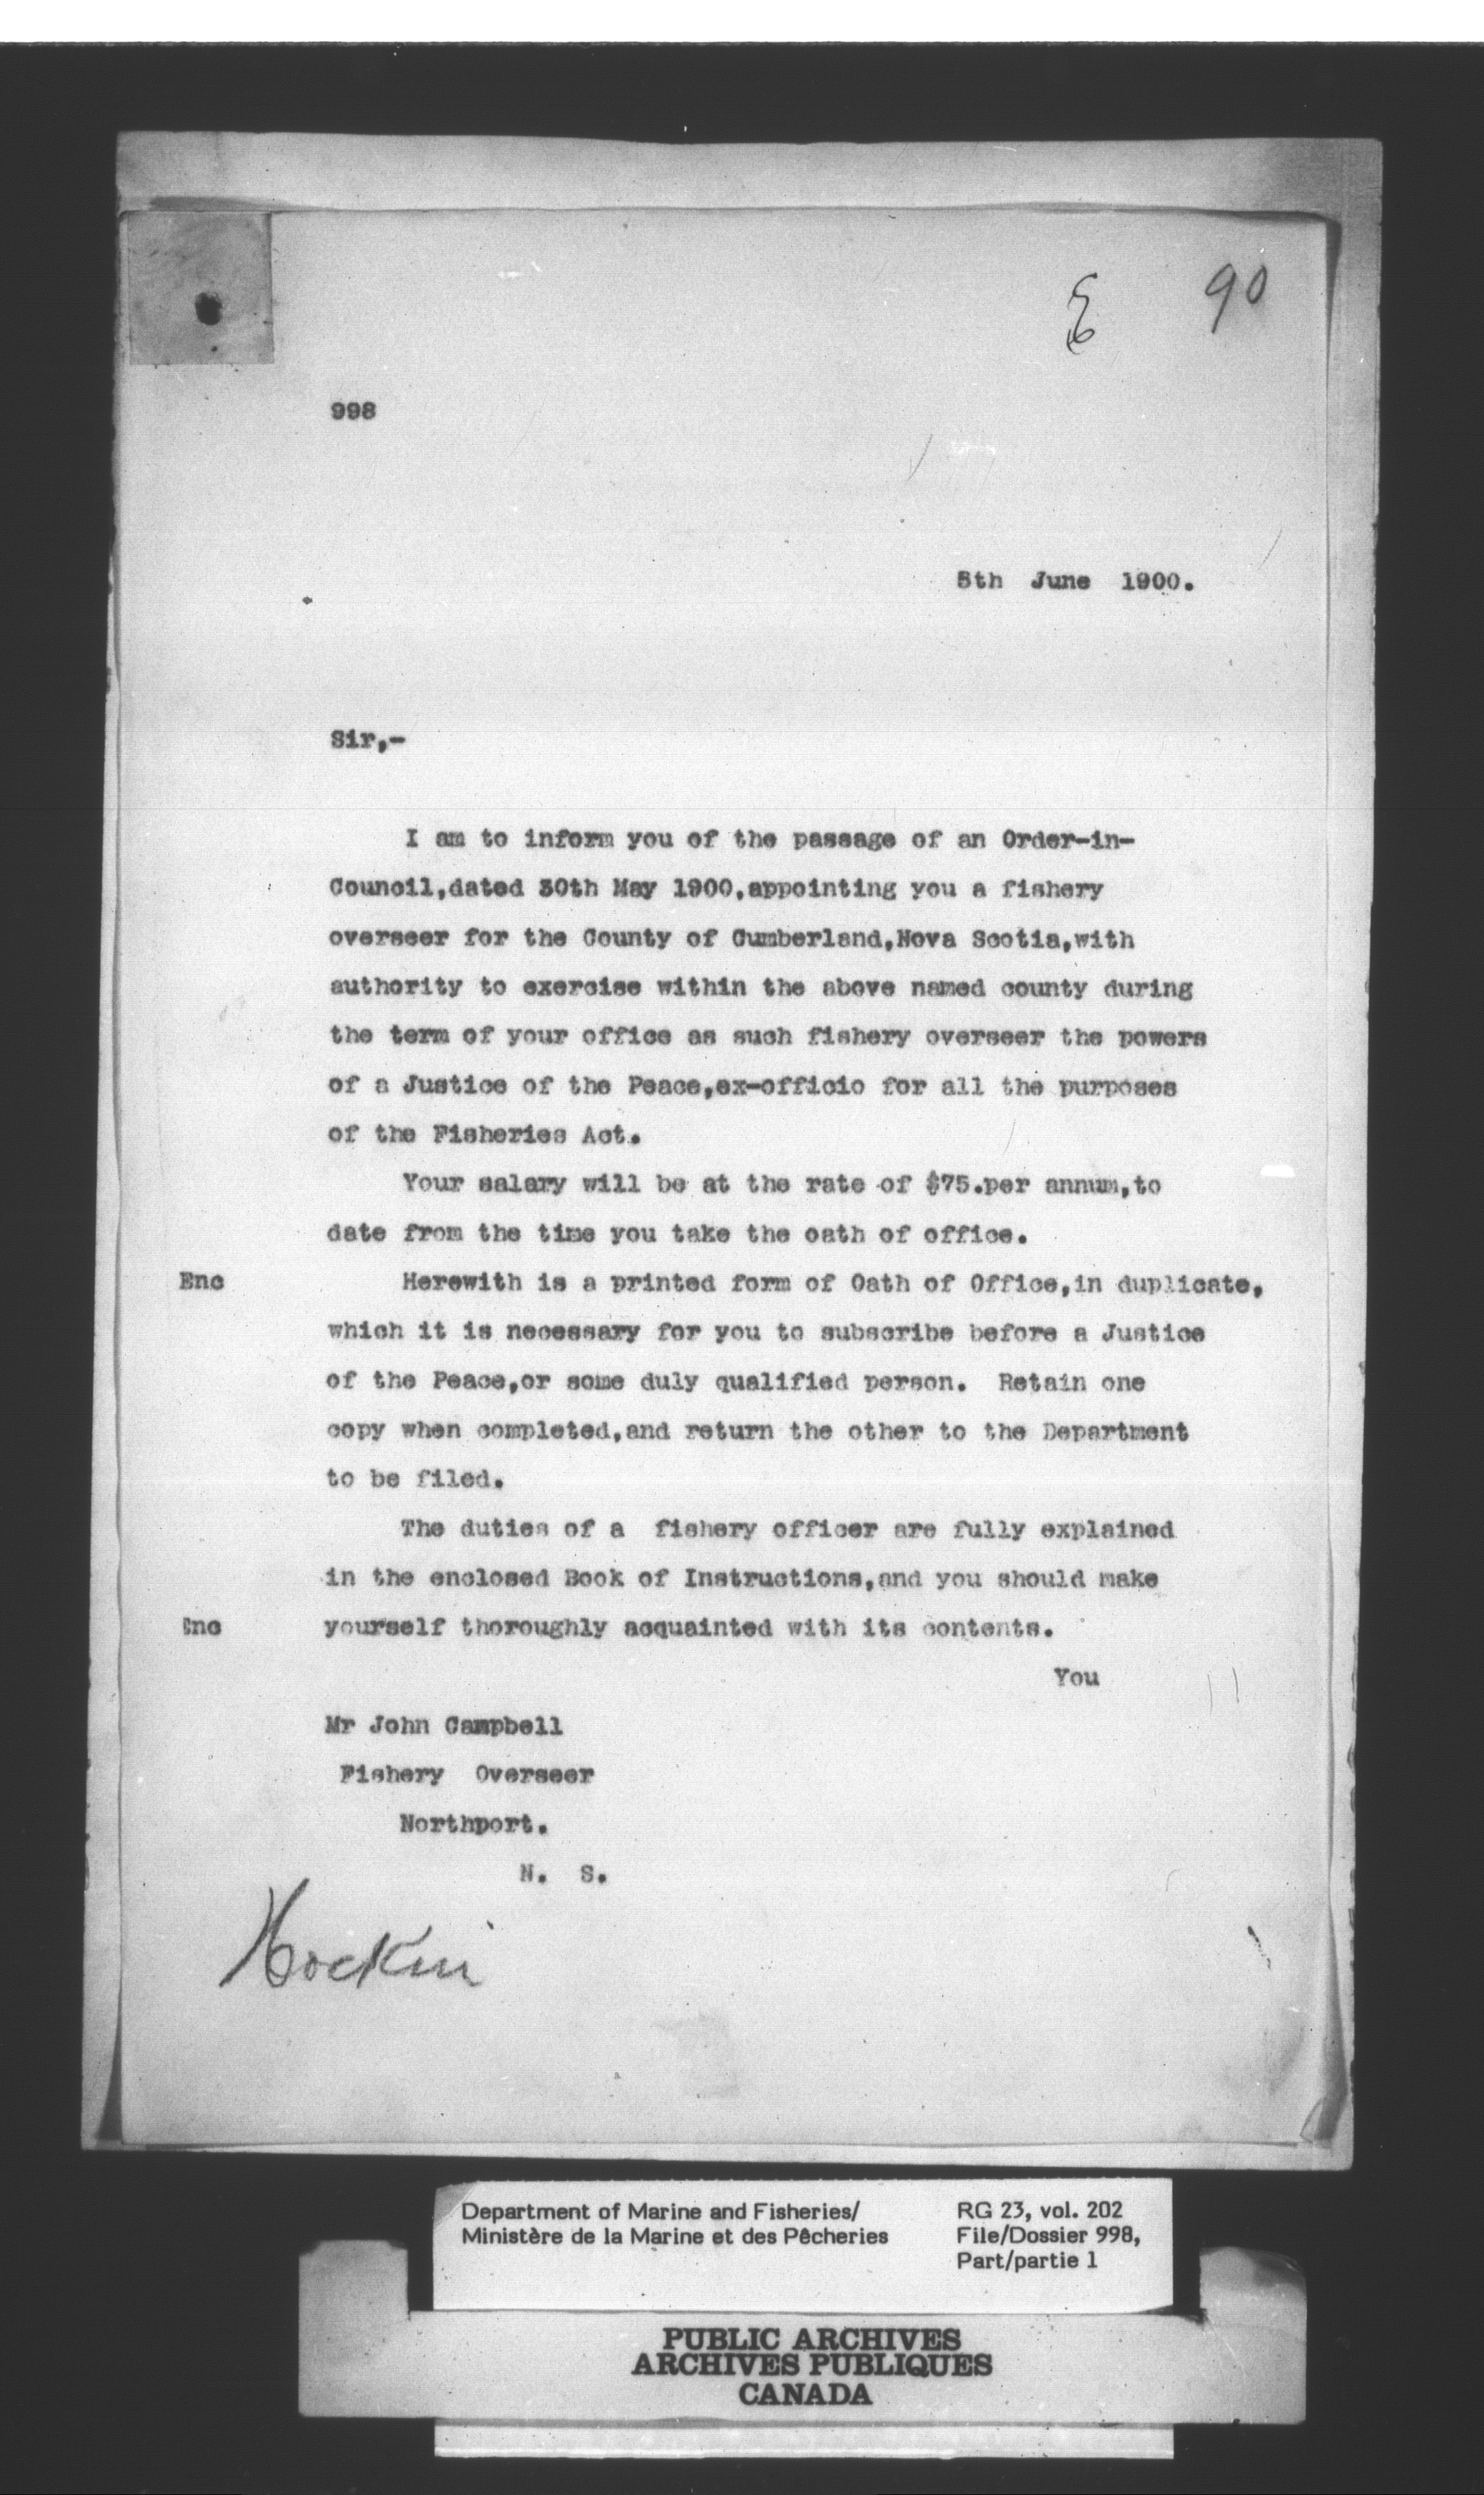 90
998
5th June 1900.
Sir,-
I am to inform you of the passage of an Order-in-
Council,dated 30th May 1900,appointing you a fishery
overseer for the County of Cumberland,Nova Scotia,with
authority to exercise within the above named county during
the term of your office as such fishery overseer the powers
of a Justice of the Peace,ex-officio for all the purposes
of the Fisheries Act.
Your salary will be at the rate of $75.per annum,to
date from the time you take the oath of office.
Enc Herewith is a printed form of Oath of Office,in duplicate,
which it is necessary for you to subscribe before a Justice
of the Peace,or some duly qualified person. Retain one
copy when completed,and return the other to the Department
to be filed.
The duties of a fishery officer are fully explained
in the enclosed Book of Instructions,and you should make
Enc yourself thoroughly acquainted with its contents.
You
Mr John Campbell
Fishery Overseer
Northport.
N. S.
Hockin
Department of Marine and Fisheries/
Ministère de la Marine et des Pêcheries
RG 23, vol. 202
File/Dossier 998,
Part/partie 1
PUBLIC ARCHIVES
ARCHIVES PUBLIQUES
CANADA